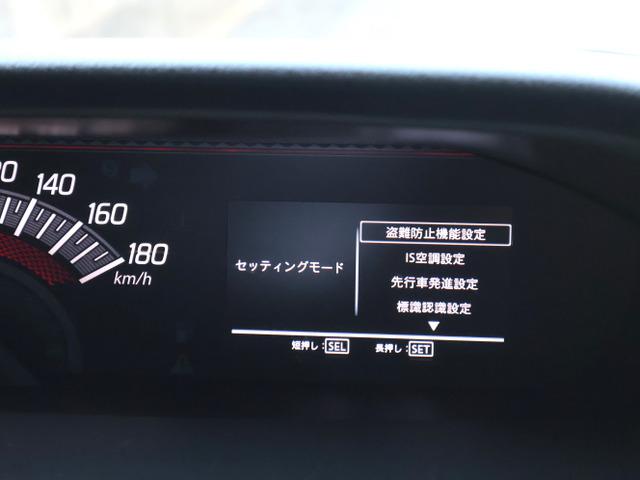 140
160
180
km/h
セッティングモード
盗難防止機能設定
IS空調設定
先行車発進設定
標識認識設定
短押し:SEL 長押し:SET